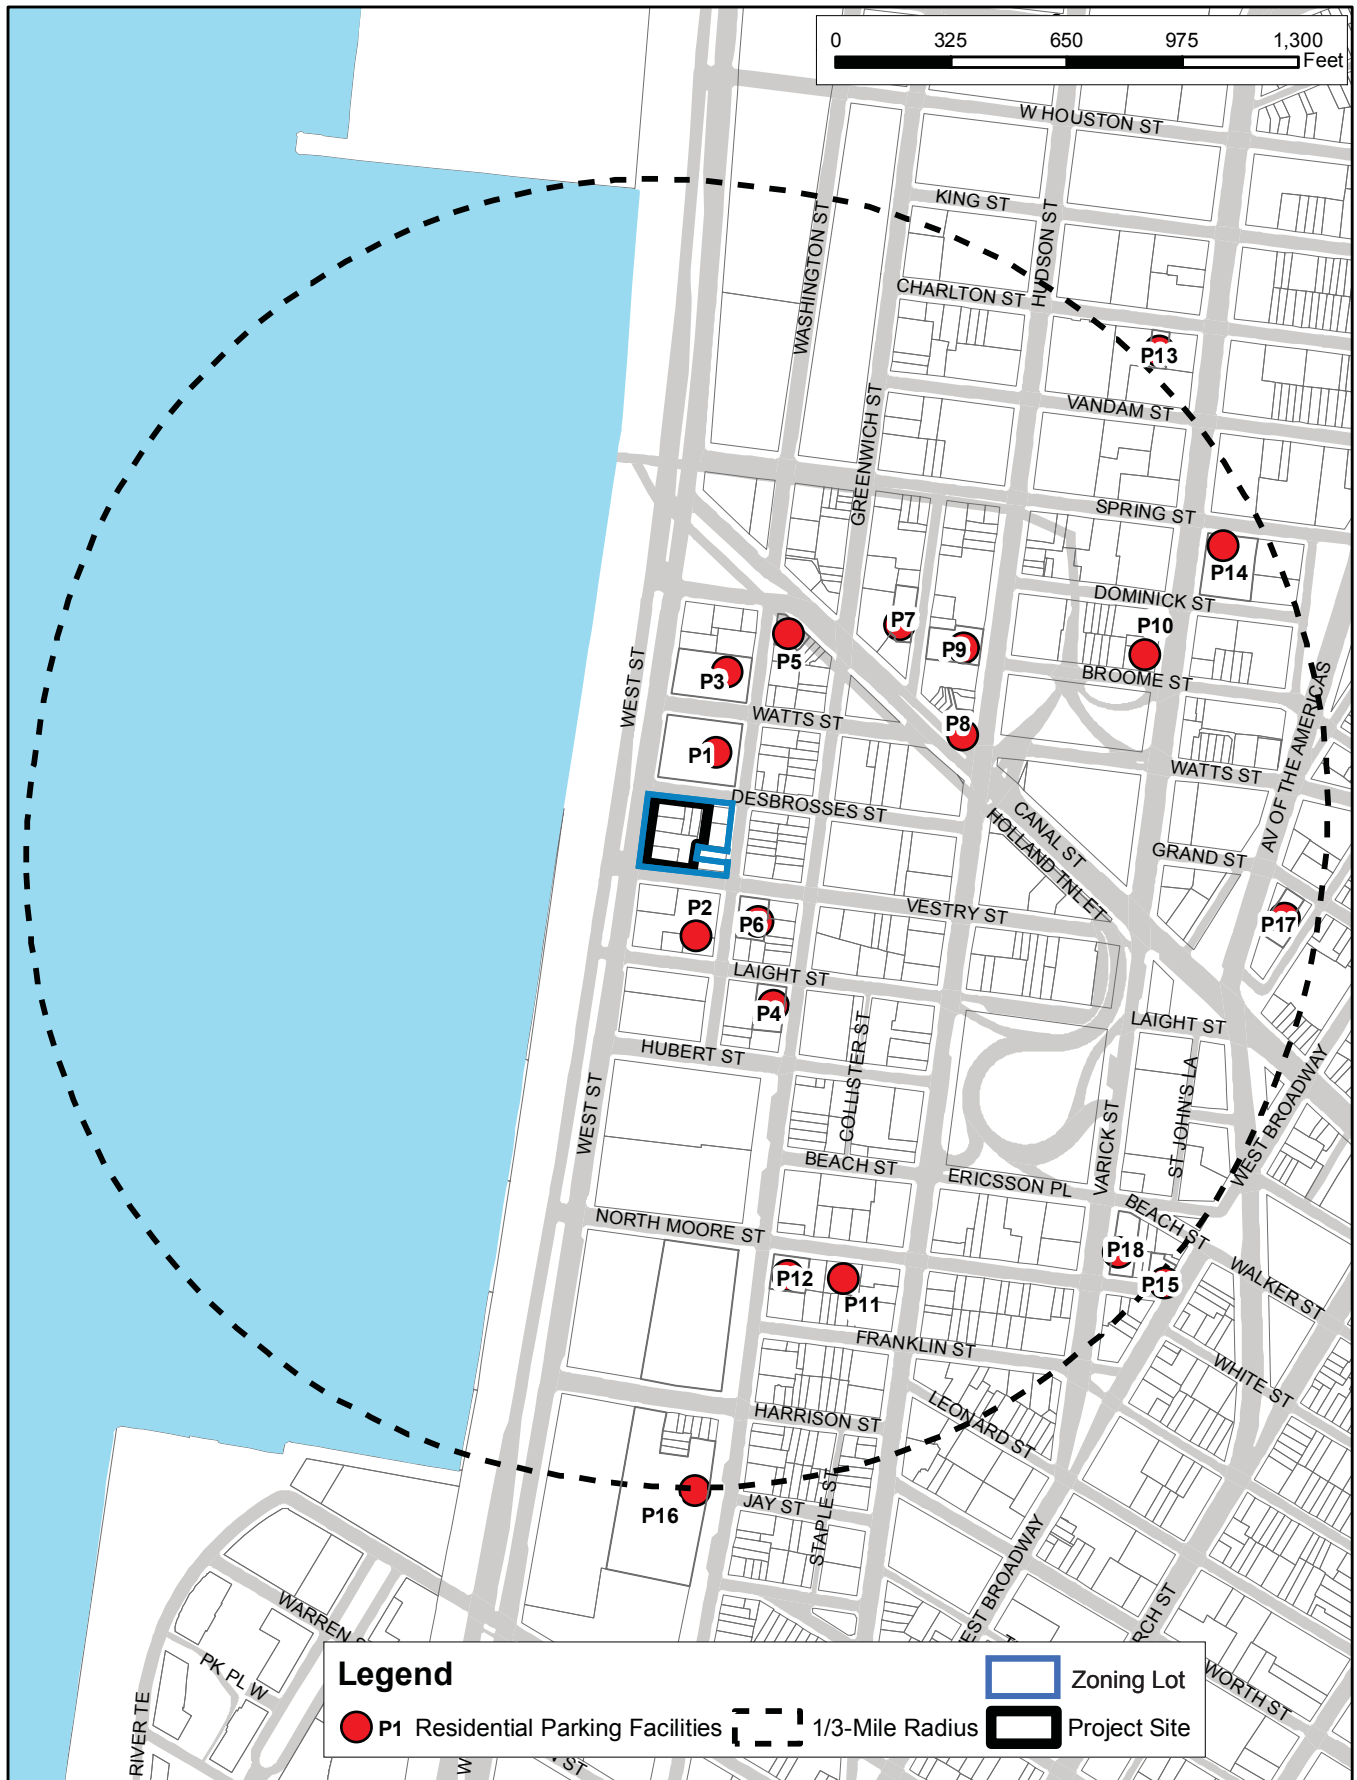 0 325 650 975 1,300
Feet
W HOUSTON ST
KING ST
HUDSON ST
WASHINGTON ST
CHARLTON ST
P13
VANDAM ST
GREENWICH ST
SPRING ST
P14
DOMINICK ST
P7
P10
P5
P9
BROOME ST
P3
WEST ST
WATTS ST
P8
P1
WATTS ST
AV OF THE AMERICAS
DESBROSSES ST
CANAL ST
HOLLAND TNLET
GRAND ST
P2
VESTRY ST
P6
P17
LAIGHT ST
P4
LAIGHT ST
HUBERT ST
COLLISTER ST
WEST ST
ST JOHN'S LA
WEST BROADWAY
VARICK ST
BEACH ST
ERICSSON PL
BEACH ST
NORTH MOORE ST
P18
P12
P15
WALKER ST
P11
FRANKLIN ST
WHITE ST
LEONARD ST
HARRISON ST
P16
JAY ST
STAPLE ST
EST BROADWAY
RCH ST
WARREN S
PK PL W
WORTH ST
RIVER TE
W
ST
Legend
Zoning Lot
P1 Residential Parking Facilities
1/3-Mile Radius
Project Site